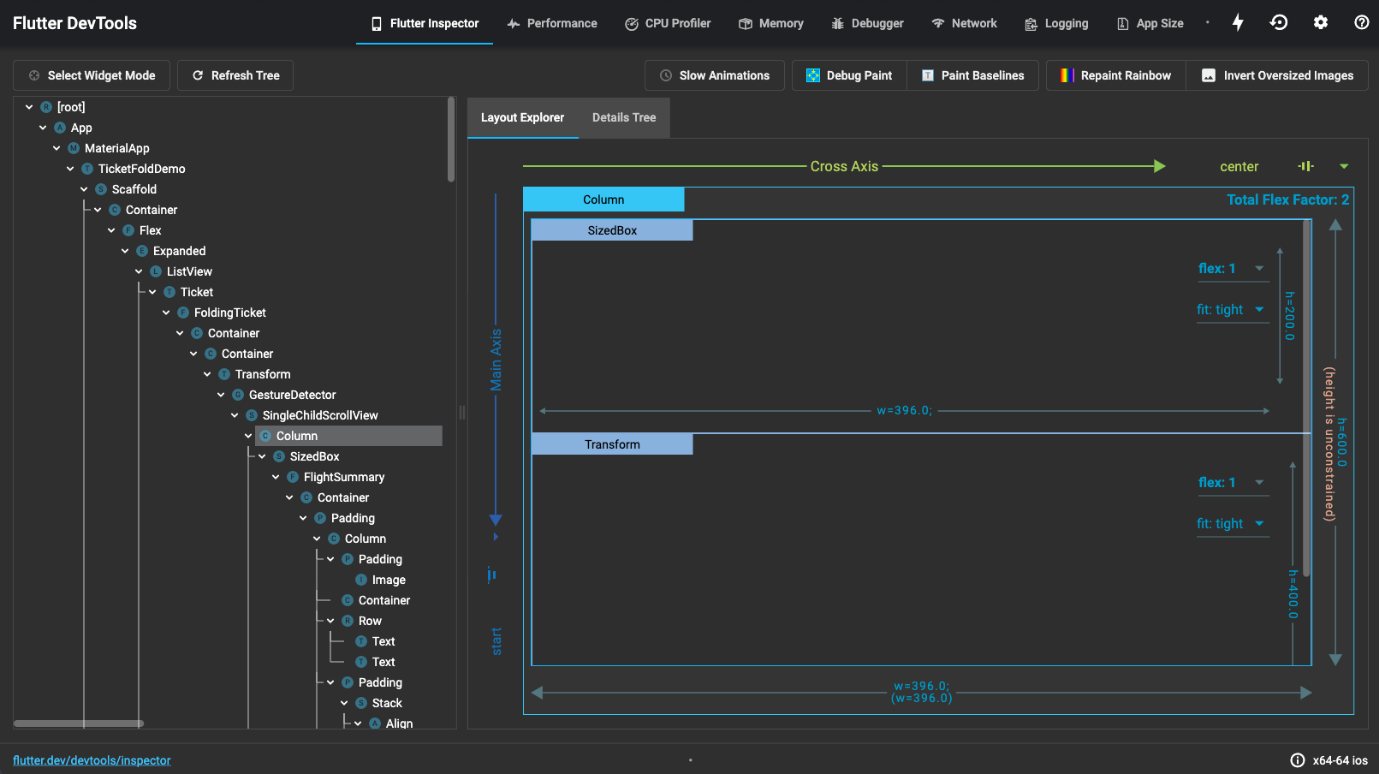 Flutter DevTools
Flutter Inspector
Performance
CPU Profiler
Memory
Debugger
Network
Logging
App Size
Select Widget Mode
Refresh Tree
Slow Animations
Debug Paint
Paint Baselines
Repaint Rainbow
Invert Oversized Images
R [root]
A App
M MaterialApp
T TicketFoldDemo
S Scaffold
C Container
F Flex
E Expanded
L ListView
T Ticket
F FoldingTicket
C Container
C Container
T Transform
G GestureDetector
S SingleChildScrollView
C Column
S SizedBox
F FlightSummary
C Container
P Padding
C Column
P Padding
I Image
C Container
R Row
T Text
T Text
P Padding
S Stack
A Align
Layout Explorer
Details Tree
Cross Axis
center
Main Axis
start
Column
Total Flex Factor: 2
SizedBox
flex: 1
fit: tight
h=200.0
w=396.0;
Transform
flex: 1
fit: tight
h=400.0
h=600.0
(height is unconstrained)
w=396.0;
(w=396.0)
flutter.dev/devtools/inspector
x64-64 ios